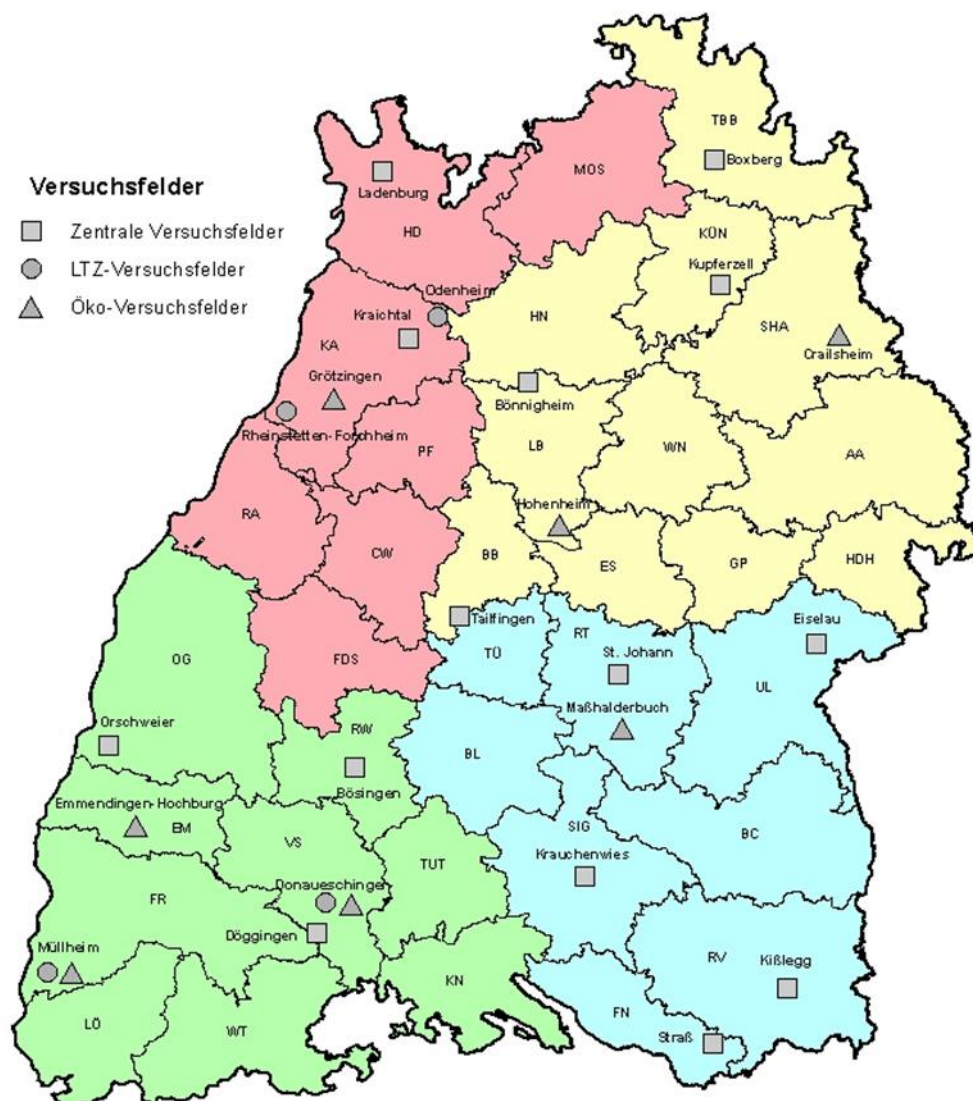 Versuchsfelder
Zentrale Versuchsfelder
LTZ-Versuchsfelder
Öko-Versuchsfelder
TBB
Boxberg
MOS
Ladenburg
HD
KÜN
Kupferzell
Odenheim
HN
Kraichtal
KA
SHA
Crailsheim
Grötzingen
Bönnigheim
Rheinstetten-Forchheim
PF
LB
WN
AA
RA
Hohenheim
CW
BB
ES
GP
HDH
Tailfingen
RT
Eiselau
OG
FDS
TÜ
St. Johann
UL
Maßhalderbuch
Orschweier
RW
BL
Bösingen
Emmendingen-Hochburg
EM
VS
SIG
BC
TUT
Krauchenwies
FR
Donaueschingen
Döggingen
Müllheim
KN
RV
Kißlegg
LÖ
WT
FN
Straß